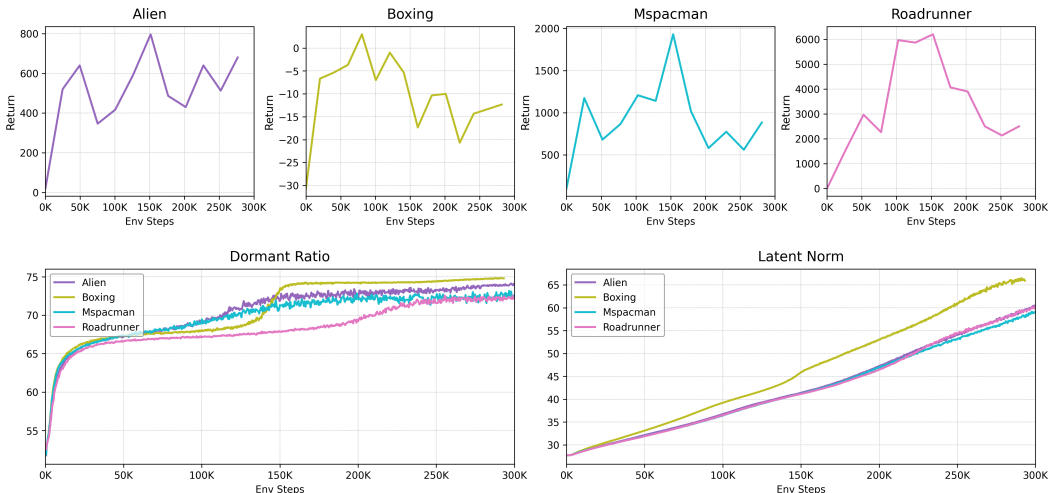 Alien
800
600
400
200
0
Return
0K 50K 100K 150K 200K 250K 300K
Env Steps
Boxing
0
−5
−10
−15
−20
−25
−30
Return
0K 50K 100K 150K 200K 250K 300K
Env Steps
Mspacman
2000
1500
1000
500
Return
0K 50K 100K 150K 200K 250K 300K
Env Steps
Roadrunner
6000
5000
4000
3000
2000
1000
0
Return
0K 50K 100K 150K 200K 250K 300K
Env Steps
Dormant Ratio
75
70
65
60
55
Alien
Boxing
Mspacman
Roadrunner
0K 50K 100K 150K 200K 250K 300K
Env Steps
Latent Norm
65
60
55
50
45
40
35
30
Alien
Boxing
Mspacman
Roadrunner
0K 50K 100K 150K 200K 250K 300K
Env Steps